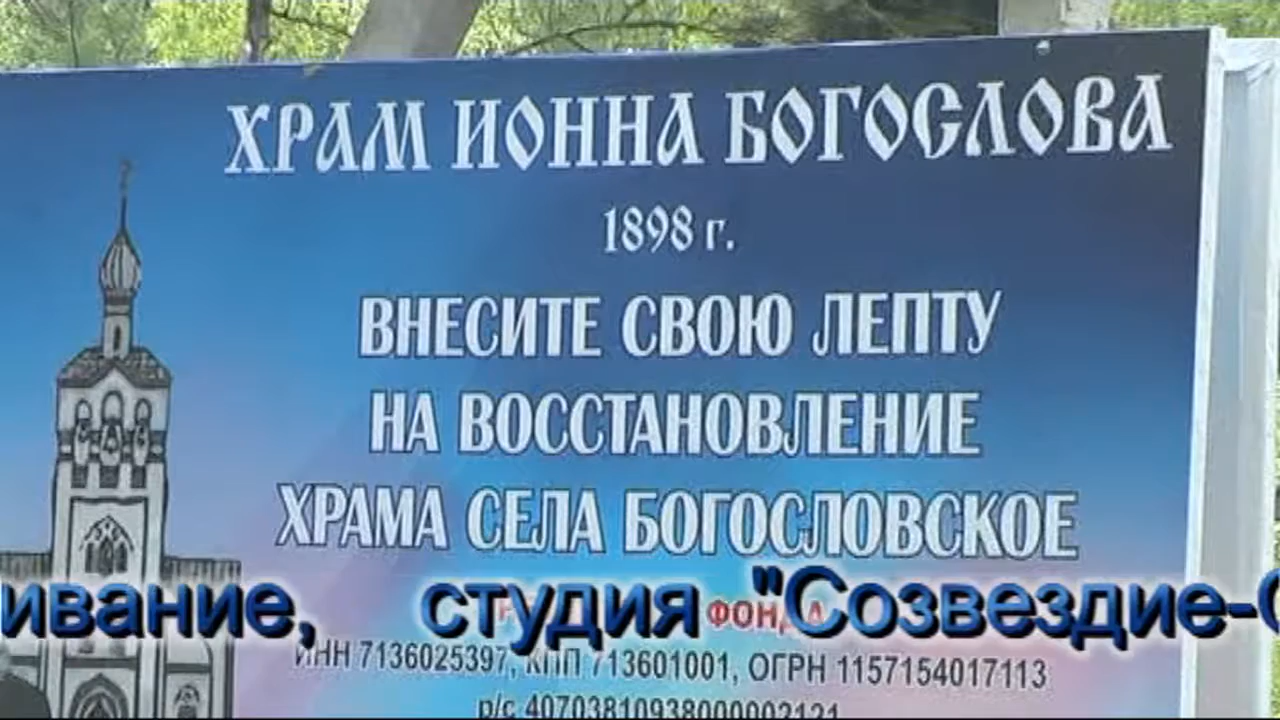 ХРАМ ИОННА БОГОСЛОВА
1898 г.
ВНЕСИТЕ СВОЮ ЛЕПТУ
НА ВОССТАНОВЛЕНИЕ
ХРАМА СЕЛА БОГОСЛОВСКОЕ
ФОНДА
ивание, студия "Созвездие-
ИНН 7136025397, КПП 713601001, ОГРН 1157154017113
р/с 40703810938000002121